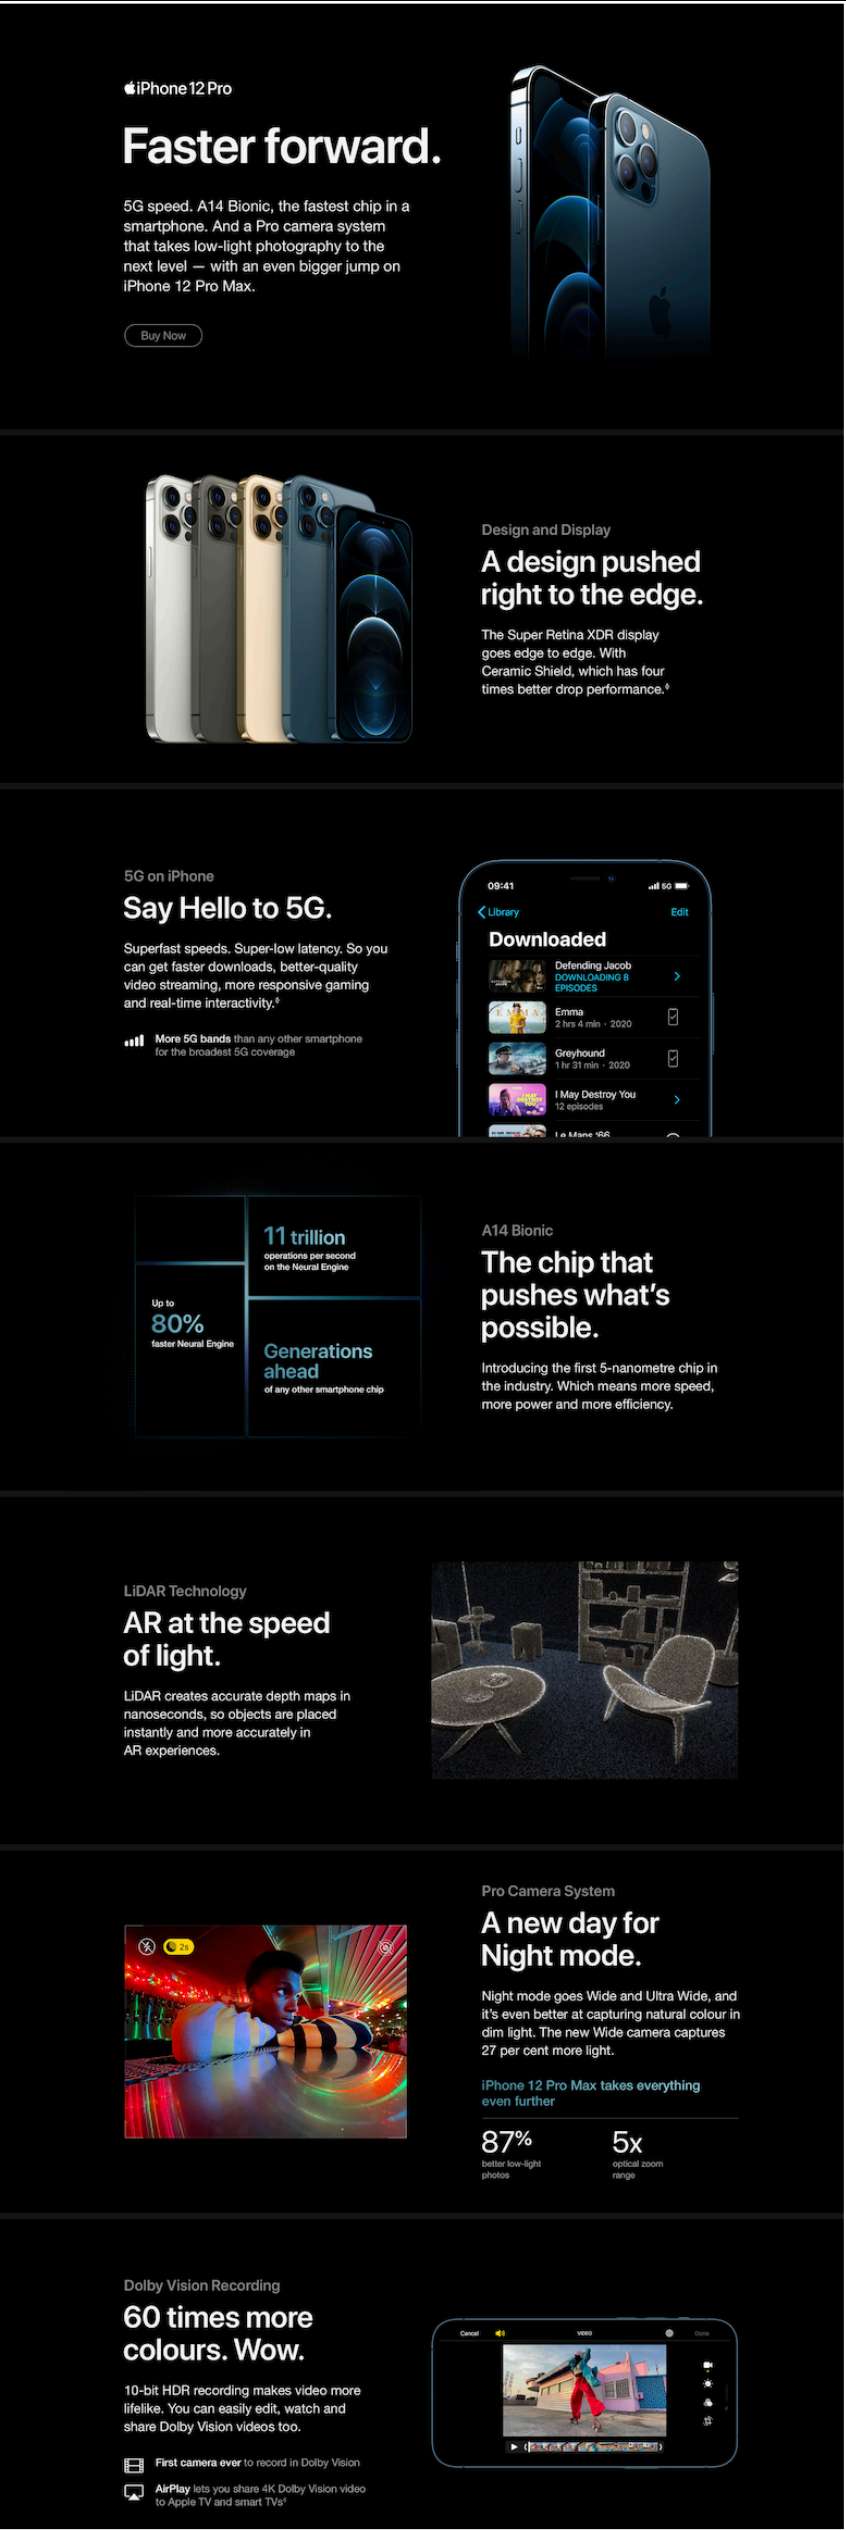 iPhone 12 Pro
Faster forward.
5G speed. A14 Bionic, the fastest chip in a
smartphone. And a Pro camera system
that takes low-light photography to the
next level — with an even bigger jump on
iPhone 12 Pro Max.
Buy Now
Design and Display
A design pushed
right to the edge.
The Super Retina XDR display
goes edge to edge. With
Ceramic Shield, which has four
times better drop performance.◊
5G on iPhone
Say Hello to 5G.
Superfast speeds. Super-low latency. So you
can get faster downloads, better-quality
video streaming, more responsive gaming
and real-time interactivity.◊
More 5G bands than any other smartphone
for the broadest 5G coverage
09:41
5G
Library
Edit
Downloaded
Defending Jacob
DOWNLOADING 8
EPISODES
EMMA
Emma
2 hrs 4 min · 2020
Greyhound
1 hr 31 min · 2020
I MAY
DESTROY
YOU
I May Destroy You
12 episodes
Le Mans '66
11 trillion
operations per second
on the Neural Engine
Up to
80%
faster Neural Engine
Generations
ahead
of any other smartphone chip
A14 Bionic
The chip that
pushes what's
possible.
Introducing the first 5-nanometre chip in
the industry. Which means more speed,
more power and more efficiency.
LiDAR Technology
AR at the speed
of light.
LiDAR creates accurate depth maps in
nanoseconds, so objects are placed
instantly and more accurately in
AR experiences.
2s
Pro Camera System
A new day for
Night mode.
Night mode goes Wide and Ultra Wide, and
it's even better at capturing natural colour in
dim light. The new Wide camera captures
27 per cent more light.
iPhone 12 Pro Max takes everything
even further
87%
better low-light
photos
5x
optical zoom
range
Dolby Vision Recording
60 times more
colours. Wow.
10-bit HDR recording makes video more
lifelike. You can easily edit, watch and
share Dolby Vision videos too.
First camera ever to record in Dolby Vision
AirPlay lets you share 4K Dolby Vision video
to Apple TV and smart TVs◊
Cancel
VIDEO
Done